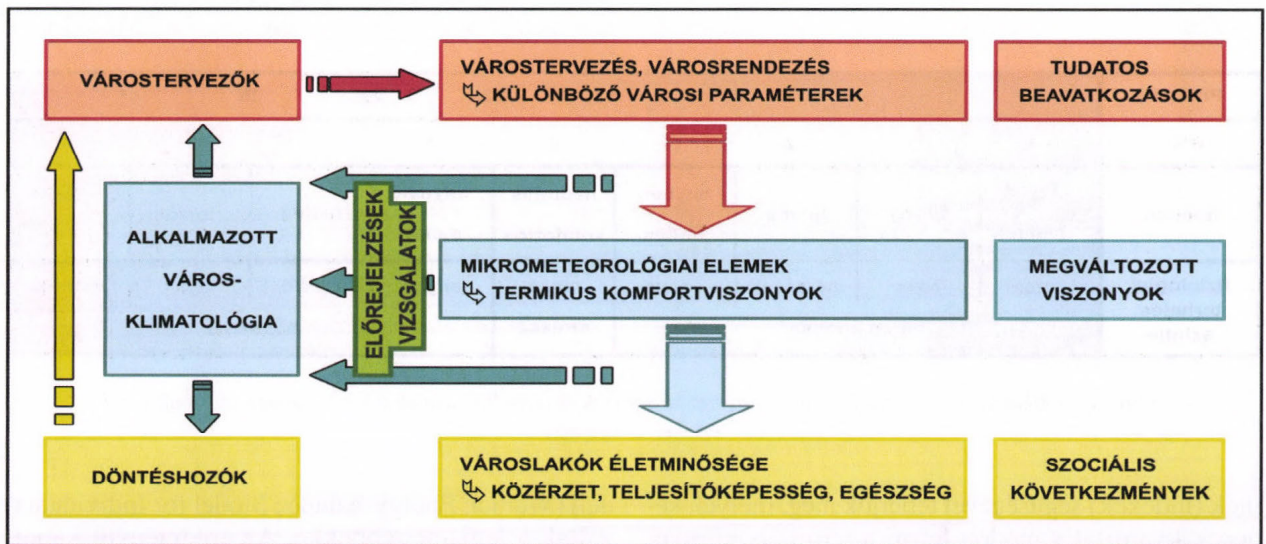 VÁROSTERVEZŐK
VÁROSTERVEZÉS, VÁROSRENDEZÉS
KÜLÖNBÖZŐ VÁROSI PARAMÉTEREK
TUDATOS
BEAVATKOZÁSOK
ALKALMAZOTT
VÁROS-
KLIMATOLÓGIA
ELŐREJELZÉSEK
VIZSGÁLATOK
MIKROMETEOROLÓGIAI ELEMEK
TERMIKUS KOMFORTVISZONYOK
MEGVÁLTOZOTT
VISZONYOK
DÖNTÉSHOZÓK
VÁROSLAKÓK ÉLETMINŐSÉGE
KÖZÉRZET, TELJESÍTŐKÉPESSÉG, EGÉSZSÉG
SZOCIÁLIS
KÖVETKEZMÉNYEK